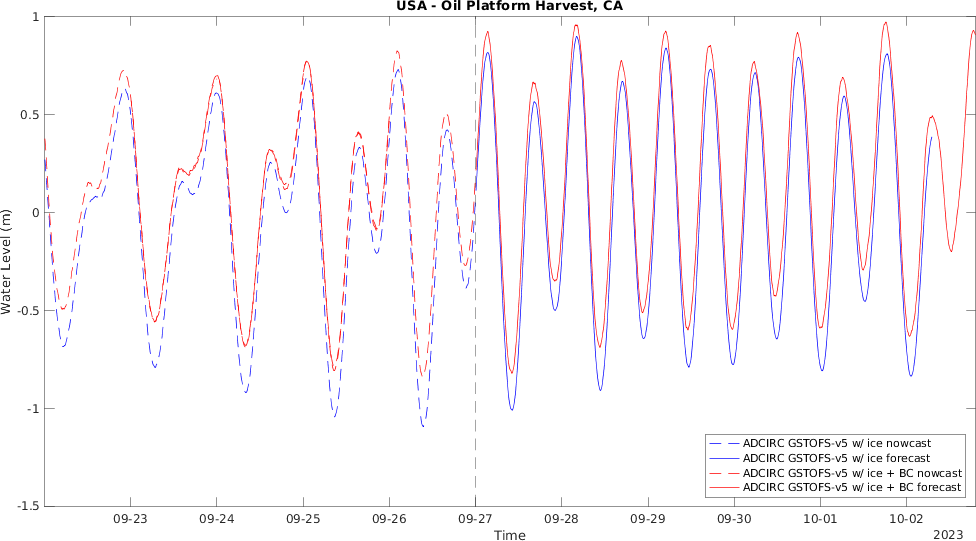 USA - Oil Platform Harvest, CA
1
0.5
0
-0.5
-1
-1.5
Water Level (m)
ADCIRC GSTOFS-v5 w/ ice nowcast
ADCIRC GSTOFS-v5 w/ ice forecast
ADCIRC GSTOFS-v5 w/ ice + BC nowcast
ADCIRC GSTOFS-v5 w/ ice + BC forecast
09-23 09-24 09-25 09-26 09-27 09-28 09-29 09-30 10-01 10-02
Time
2023